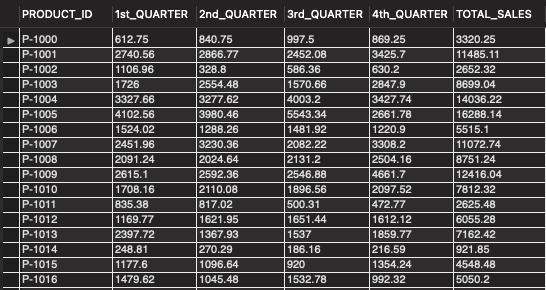 PRODUCT_ID 1st_QUARTER 2nd_QUARTER 3rd_QUARTER 4th_QUARTER TOTAL_SALES
P-1000 612.75 840.75 997.5 869.25 3320.25
P-1001 2740.56 2866.77 2452.08 3425.7 11485.11
P-1002 1106.96 328.8 586.36 630.2 2652.32
P-1003 1726 2554.48 1570.66 2847.9 8699.04
P-1004 3327.66 3277.62 4003.2 3427.74 14036.22
P-1005 4102.56 3980.46 5543.34 2661.78 16288.14
P-1006 1524.02 1288.26 1481.92 1220.9 5515.1
P-1007 2451.96 3230.36 2082.22 3308.2 11072.74
P-1008 2091.24 2024.64 2131.2 2504.16 8751.24
P-1009 2615.1 2592.36 2546.88 4661.7 12416.04
P-1010 1708.16 2110.08 1896.56 2097.52 7812.32
P-1011 835.38 817.02 500.31 472.77 2625.48
P-1012 1169.77 1621.95 1651.44 1612.12 6055.28
P-1013 2397.72 1367.93 1537 1859.77 7162.42
P-1014 248.81 270.29 186.16 216.59 921.85
P-1015 1177.6 1096.64 920 1354.24 4548.48
P-1016 1479.62 1045.48 1532.78 992.32 5050.2